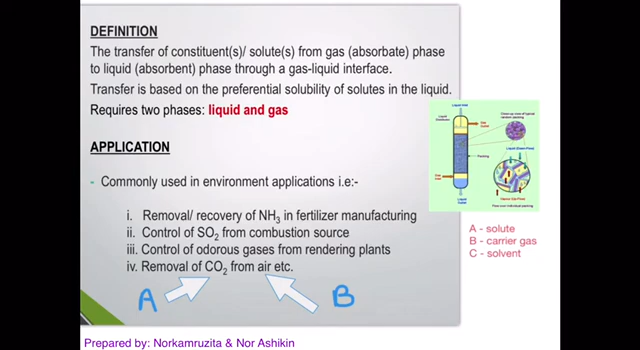 DEFINITION
The transfer of constituent(s)/ solute(s) from gas (absorbate) phase
to liquid (absorbent) phase through a gas-liquid interface.
Transfer is based on the preferential solubility of solutes in the liquid.
Requires two phases: liquid and gas
APPLICATION
- Commonly used in environment applications i.e:-
i. Removal/ recovery of NH3 in fertilizer manufacturing
ii. Control of SO2 from combustion source
iii. Control of odorous gases from rendering plants
iv. Removal of CO2 from air etc.
A
B
Packing
A - solute
B - carrier gas
C - solvent
Prepared by: Norkamruzita & Nor Ashikin